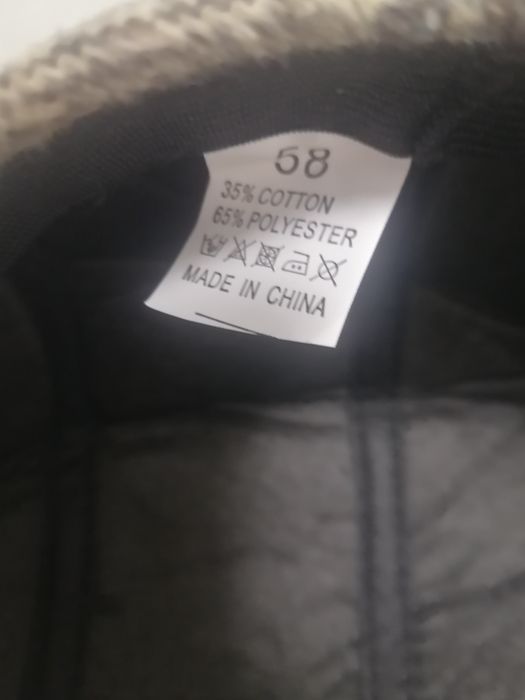 58
35% COTTON
65% POLYESTER
MADE IN CHINA